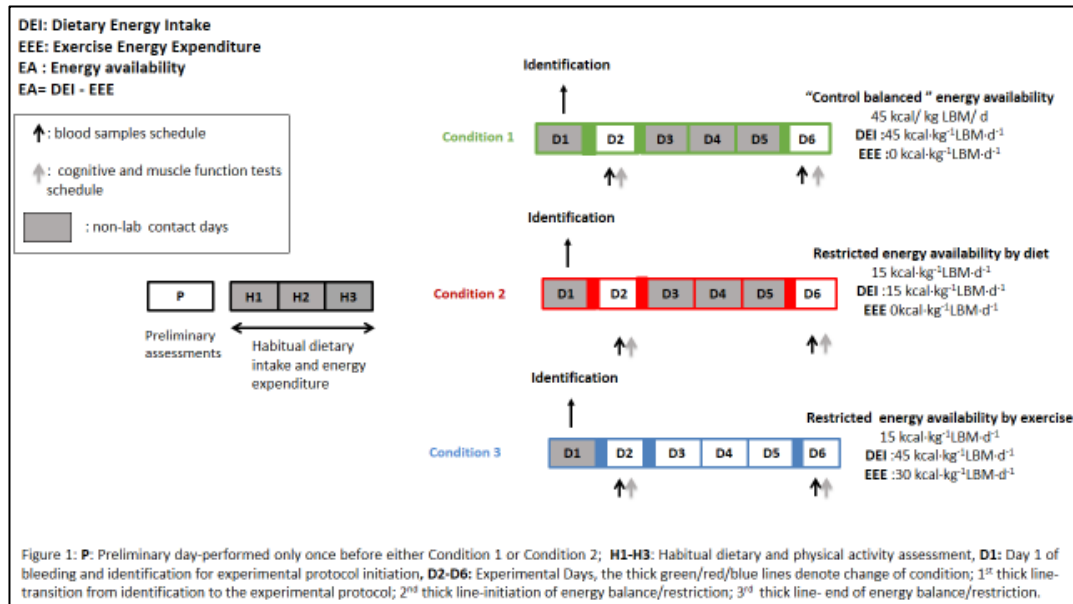 DEI: Dietary Energy Intake
EEE: Exercise Energy Expenditure
EA : Energy availability
EA= DEI - EEE
: blood samples schedule
: cognitive and muscle function tests
schedule
: non-lab contact days
P
H1 H2 H3
Preliminary
assessments
Habitual dietary
intake and energy
expenditure
Identification
Condition 1
D1 D2 D3 D4 D5 D6
“Control balanced ” energy availability
45 kcal/ kg LBM/ d
DEI :45 kcal·kg⁻¹LBM·d⁻¹
EEE :0 kcal·kg⁻¹LBM·d⁻¹
Identification
Condition 2
D1 D2 D3 D4 D5 D6
Restricted energy availability by diet
15 kcal·kg⁻¹LBM·d⁻¹
DEI :15 kcal·kg⁻¹LBM·d⁻¹
EEE 0kcal·kg⁻¹LBM·d⁻¹
Identification
Condition 3
D1 D2 D3 D4 D5 D6
Restricted energy availability by exercise
15 kcal·kg⁻¹LBM·d⁻¹
DEI :45 kcal·kg⁻¹LBM·d⁻¹
EEE :30 kcal·kg⁻¹LBM·d⁻¹
Figure 1: P: Preliminary day-performed only once before either Condition 1 or Condition 2; H1-H3: Habitual dietary and physical activity assessment, D1: Day 1 of
bleeding and identification for experimental protocol initiation, D2-D6: Experimental Days, the thick green/red/blue lines denote change of condition; 1st thick line-
transition from identification to the experimental protocol; 2nd thick line-initiation of energy balance/restriction; 3rd thick line- end of energy balance/restriction.